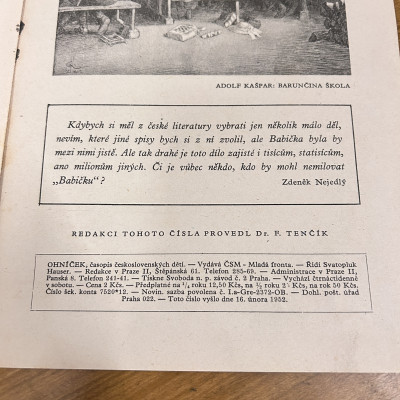 ADOLF KAŠPAR: BARUNČINA ŠKOLA
Kdybych si měl z české literatury vybrati jen několik málo děl,
nevím, které jiné spisy bych si z ní zvolil, ale Babička byla by
mezi nimi jistě. Ale tak drahé je toto dílo zajisté i tisícům, statisícům,
ano milionům jiných. Či je vůbec někdo, kdo by mohl nemilovat
„Babičku"?
Zdeněk Nejedlý
REDAKCI TOHOTO ČÍSLA PROVEDL Dr. F. TENČÍK
OHNÍČEK, časopis československých dětí. — Vydává ČSM - Mladá fronta. — Řídí Svatopluk
Hauser. — Redakce v Praze II, Štěpánská 61. Telefon 285-69. — Administrace v Praze II,
Panská 8. Telefon 241-41. — Tiskne Svoboda n. p. závod č. 2 Praha. — Vychází čtrnáctidenně
v sobotu. — Cena 2 Kčs. — Předplatné na 1/4 roku 12,50 Kčs, na 1/2 roku Kčs, na rok 50 Kčs.
Číslo šek. konta 7520*12. — Novin. sazba povolena č. I.a-Gre-2372-OB. — Dohl. pošt. úřad
Praha 022. — Toto číslo vyšlo dne 16. února 1952.